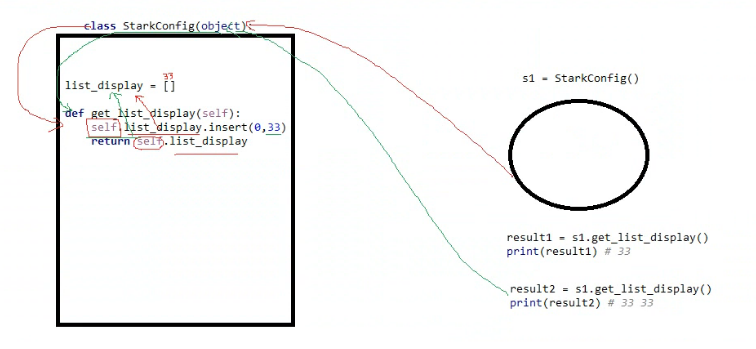 class StarkConfig(object)
33
list_display = []
def get_list_display(self):
self.list_display.insert(0,33)
return self.list_display
s1 = StarkConfig()
result1 = s1.get_list_display()
print(result1) # 33
result2 = s1.get_list_display()
print(result2) # 33 33